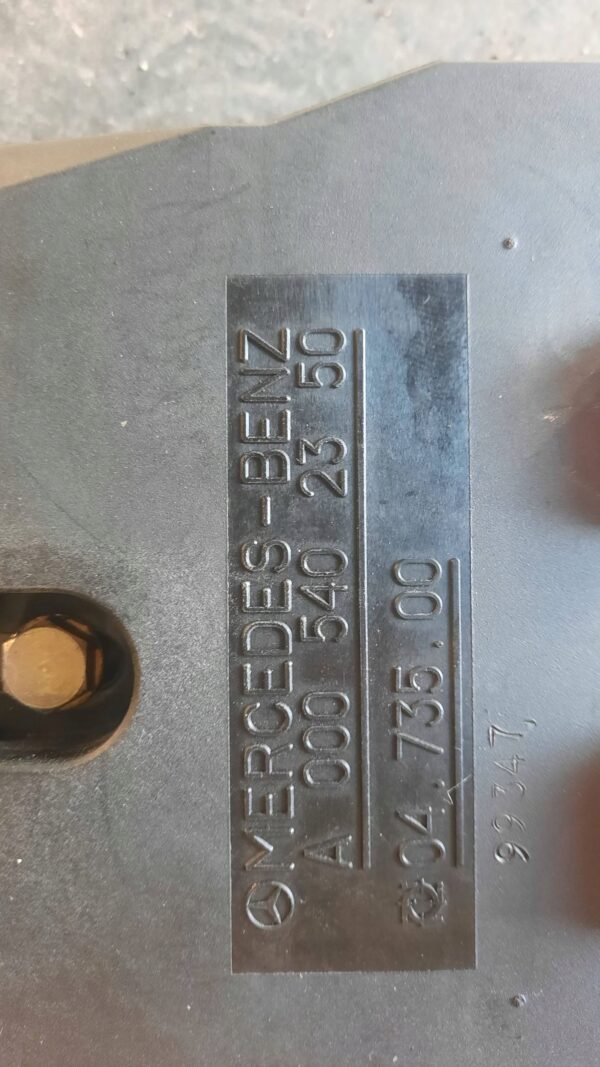 MERCEDES-BENZ
A 000 540 23 50
04.735.00
99347,